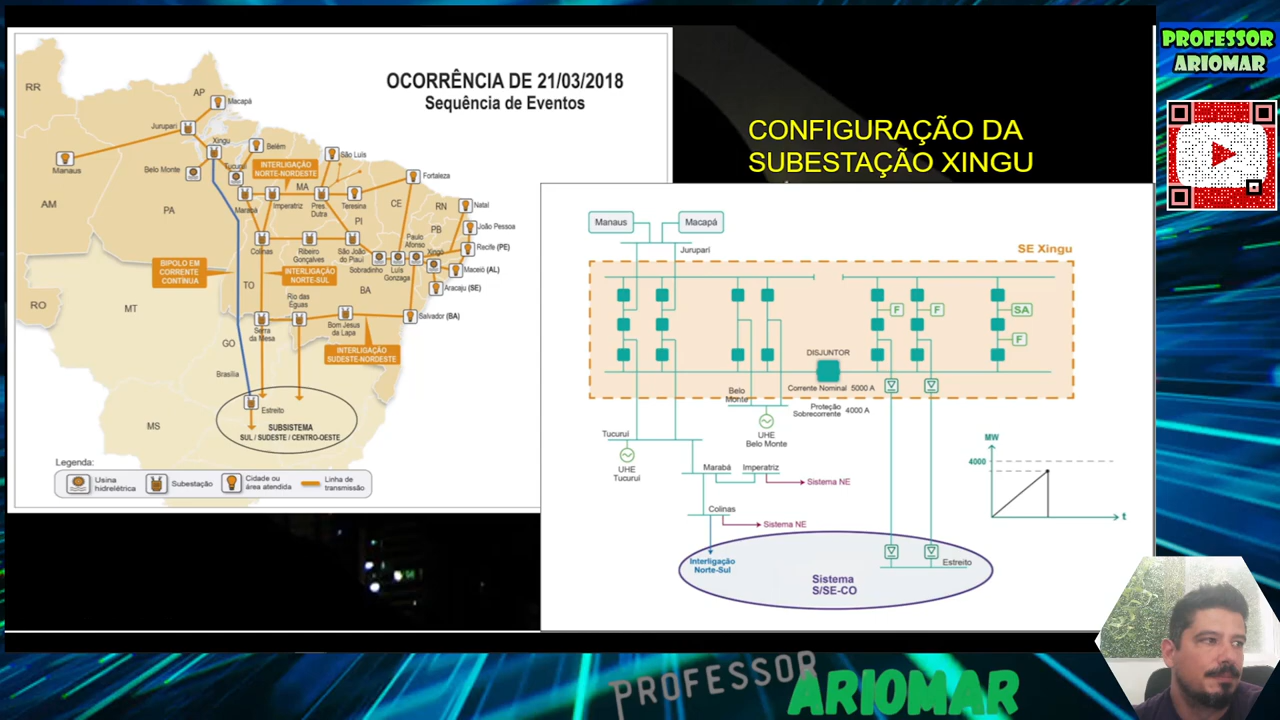 OCORRÊNCIA DE 21/03/2018
Sequência de Eventos
RR
AP
Macapá
Jurupari
Xingu
Belém
São Luís
Manaus
Belo Monte
Tucuruí
INTERLIGAÇÃO
NORTE-NORDESTE
Fortaleza
MA
AM
PA
Marabá
Imperatriz
Pres.
Dutra
Teresina
CE
RN
Natal
PI
PB
João Pessoa
Paulo
Afonso
Colinas
Ribeiro
Gonçalves
São João
do Piauí
Sobradinho
Luis
Gonzaga
Xingó
Recife (PE)
Maceió (AL)
Aracaju (SE)
BIPOLO EM
CORRENTE
CONTÍNUA
INTERLIGAÇÃO
NORTE-SUL
TO
BA
RO
MT
Rio das
Éguas
Serra
da Mesa
Bom Jesus
da Lapa
Salvador (BA)
GO
INTERLIGAÇÃO
SUDESTE-NORDESTE
Brasília
Estreito
MS
SUBSISTEMA
SUL / SUDESTE / CENTRO-OESTE
Legenda:
Usina
hidrelétrica
Subestação
Cidade ou
área atendida
Linha de
transmissão
CONFIGURAÇÃO DA
SUBESTAÇÃO XINGU
Manaus
Macapá
Juruparí
SE Xingu
F
F
SA
F
DISJUNTOR
Corrente Nominal 5000 A
Proteção
Sobrecorrente 4000 A
Belo
Monte
UHE
Belo Monte
Tucuruí
UHE
Tucuruí
Marabá
Imperatriz
Sistema NE
Colinas
Sistema NE
Interligação
Norte-Sul
Sistema
S/SE-CO
Estreito
MW
4000
t
PROFESSOR
ARIOMAR
PROFESSOR
ARIOMAR